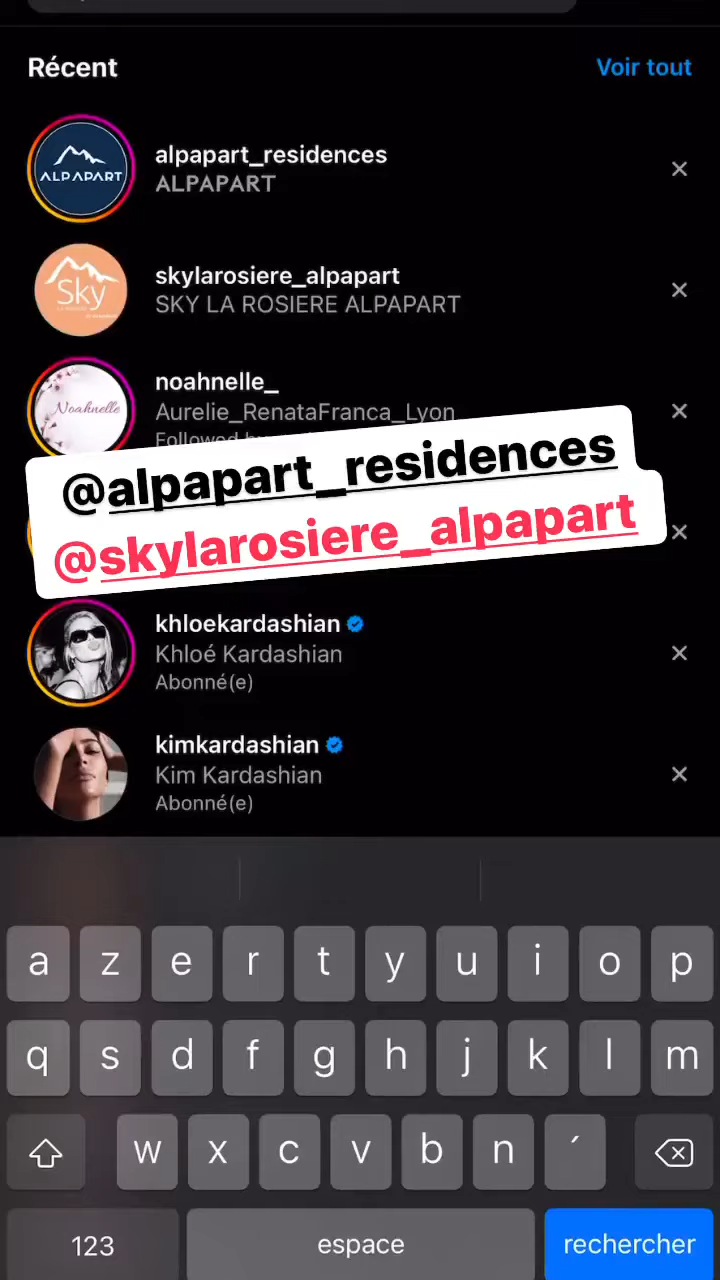 Récent
Voir tout
ALPAPART
alpapart_residences
ALPAPART
Sky
skylarosiere_alpapart
SKY LA ROSIERE ALPAPART
Noahnelle
noahnelle_
Aurelie_RenataFranca_Lyon
Followed
@alpapart_residences
@skylarosiere_alpapart
khloekardashian
Khloé Kardashian
Abonné(e)
kimkardashian
Kim Kardashian
Abonné(e)
a z e r t y u i o p
q s d f g h j k l m
w x c v b n ´
123 espace rechercher